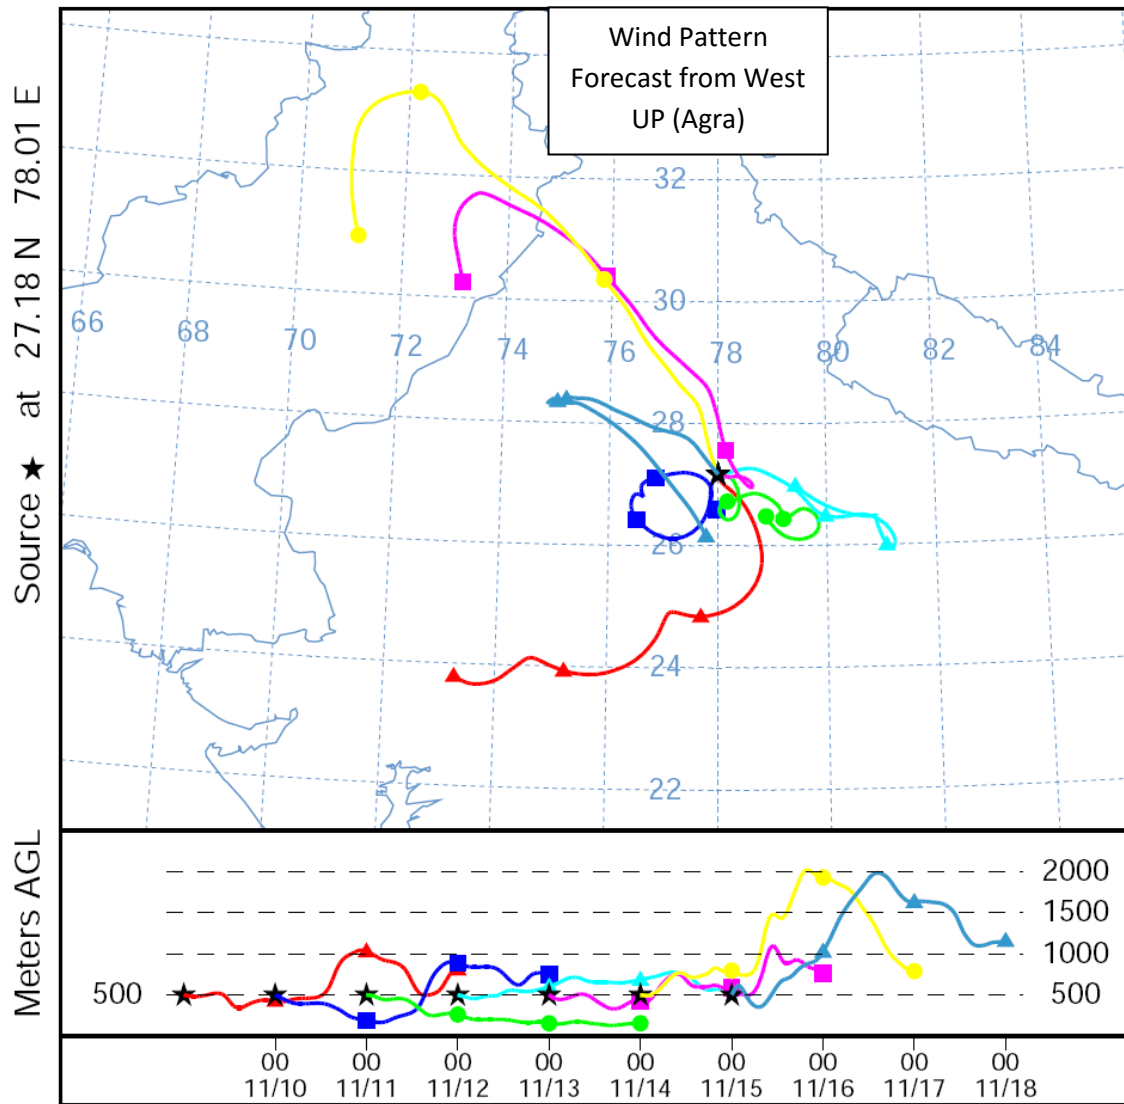 Wind Pattern
Forecast from West
UP (Agra)
Source ★ at 27.18 N 78.01 E
32
30
66 68 70 72 74 76 78 80 82 84
28
26
24
22
Meters AGL
2000
1500
1000
500 500
00 00 00 00 00 00 00 00 00
11/10 11/11 11/12 11/13 11/14 11/15 11/16 11/17 11/18